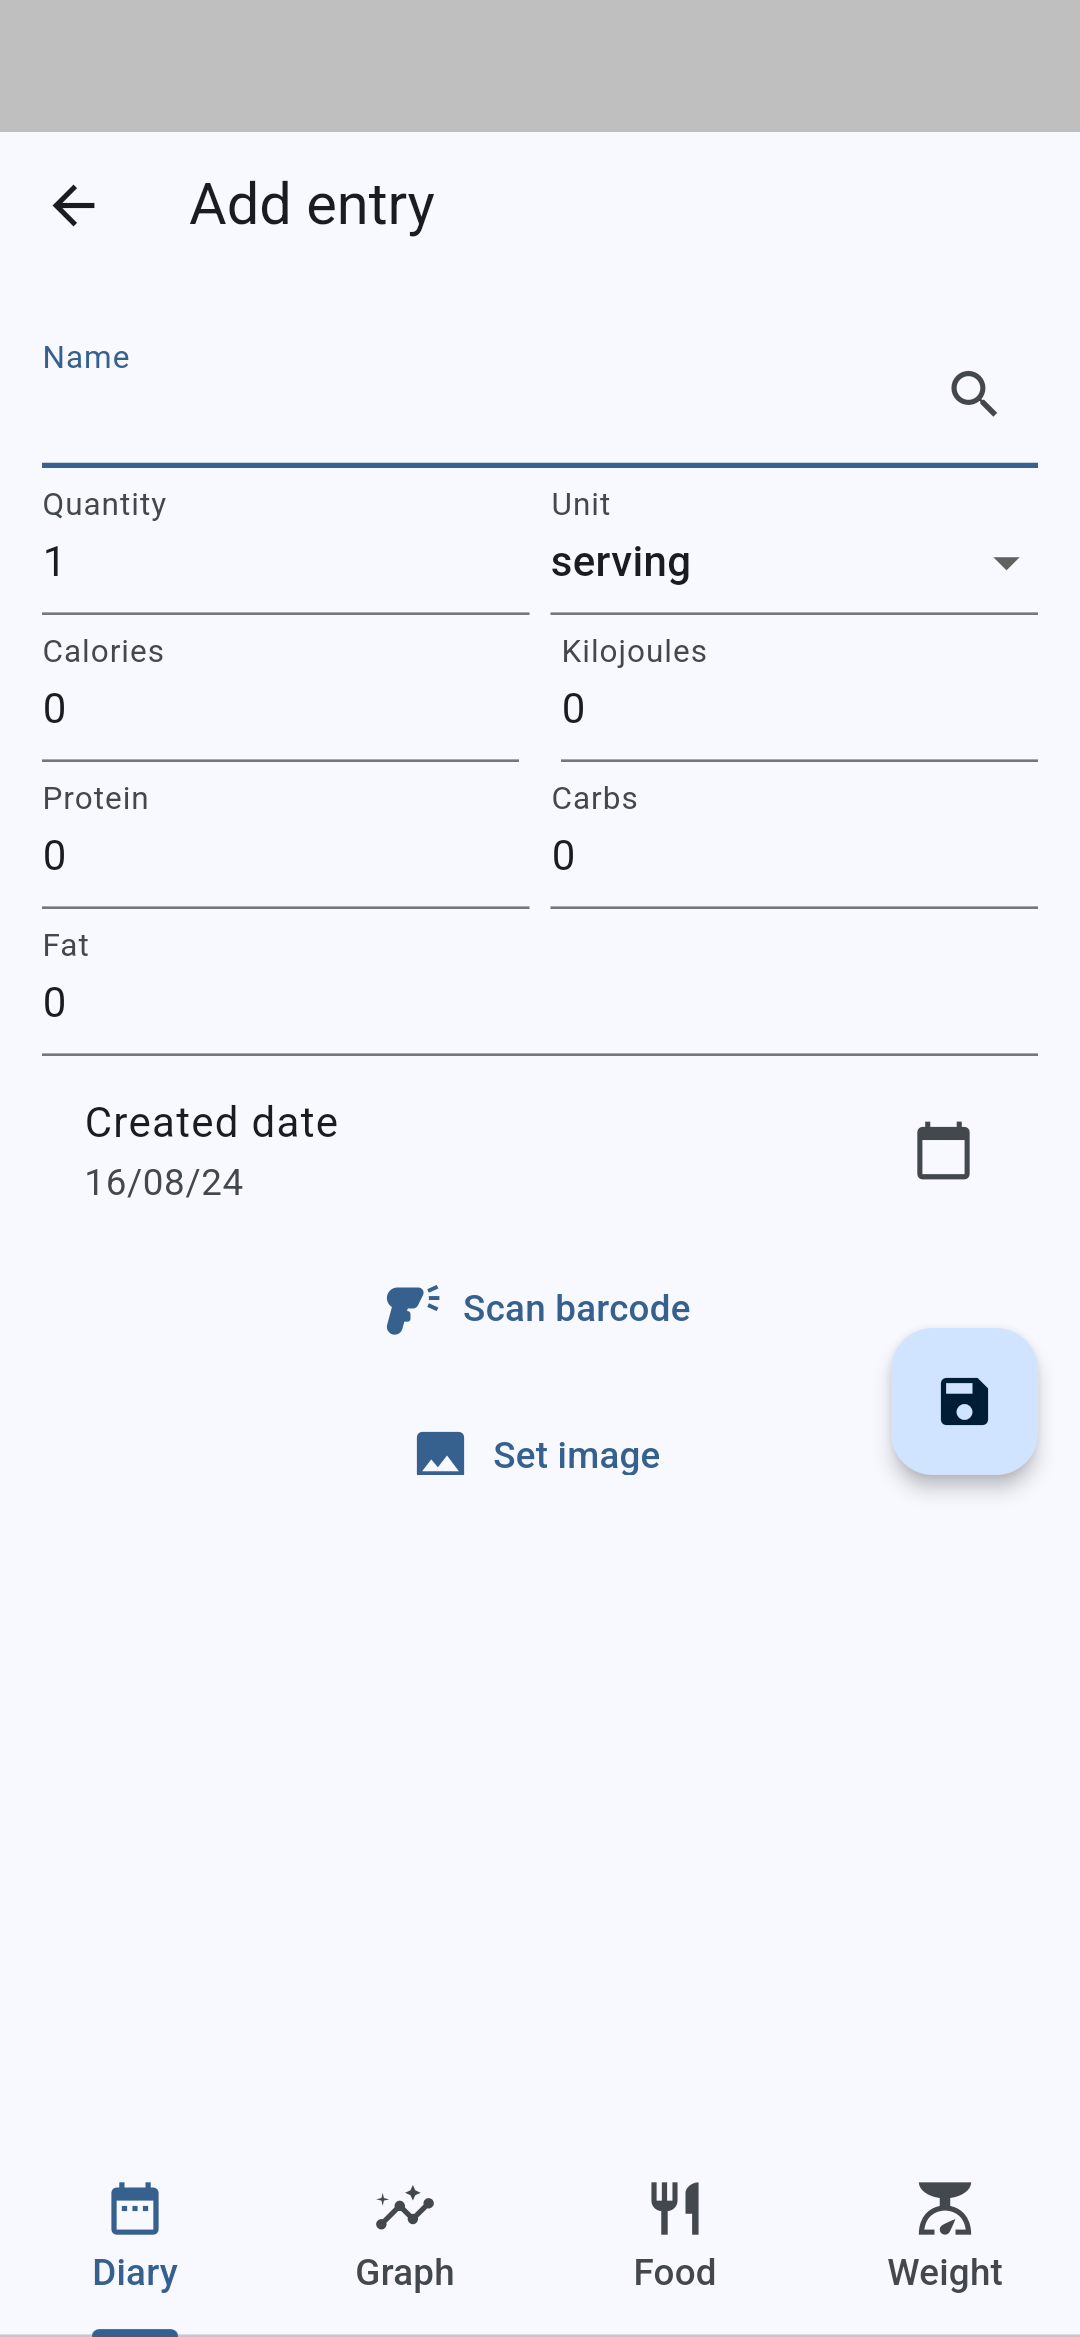 Add entry
Name
Quantity Unit
1 serving
Calories Kilojoules
0 0
Protein Carbs
0 0
Fat
0
Created date
16/08/24
Scan barcode
Set image
Diary Graph Food Weight